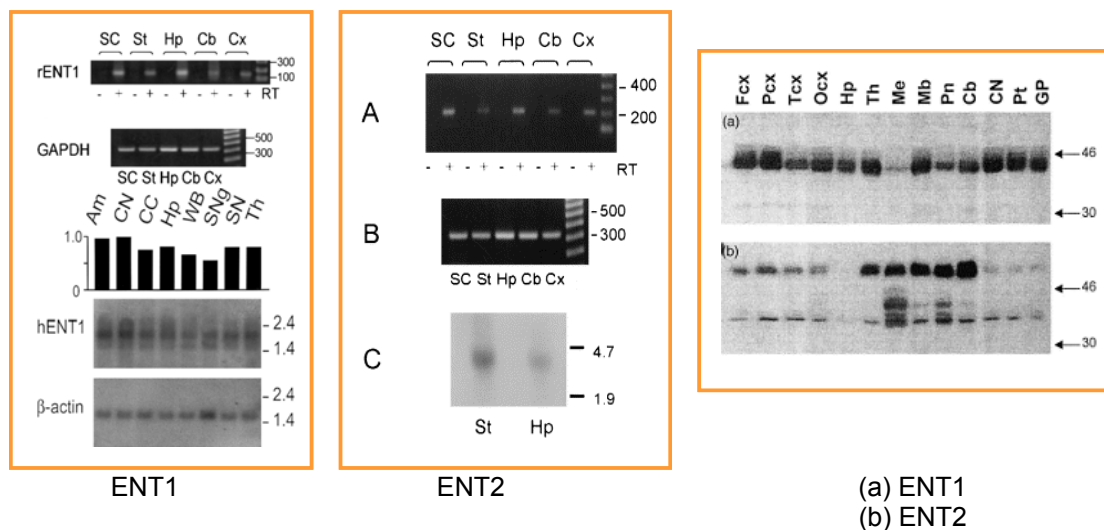 SC St Hp Cb Cx
rENT1
300
100
- + - + - + - + - + RT
GAPDH
500
300
SC St Hp Cb Cx
Am CN CC Hp WB SNg SN Th
1.0
0
hENT1
2.4
1.4
β-actin
2.4
1.4
ENT1
SC St Hp Cb Cx
A
400
200
- + - + - + - + - + RT
B
500
300
SC St Hp Cb Cx
C
4.7
1.9
St Hp
ENT2
Fcx Pcx Tcx Ocx Hp Th Me Mb Pn Cb CN Pt GP
(a)
46
30
(b)
46
30
(a) ENT1
(b) ENT2